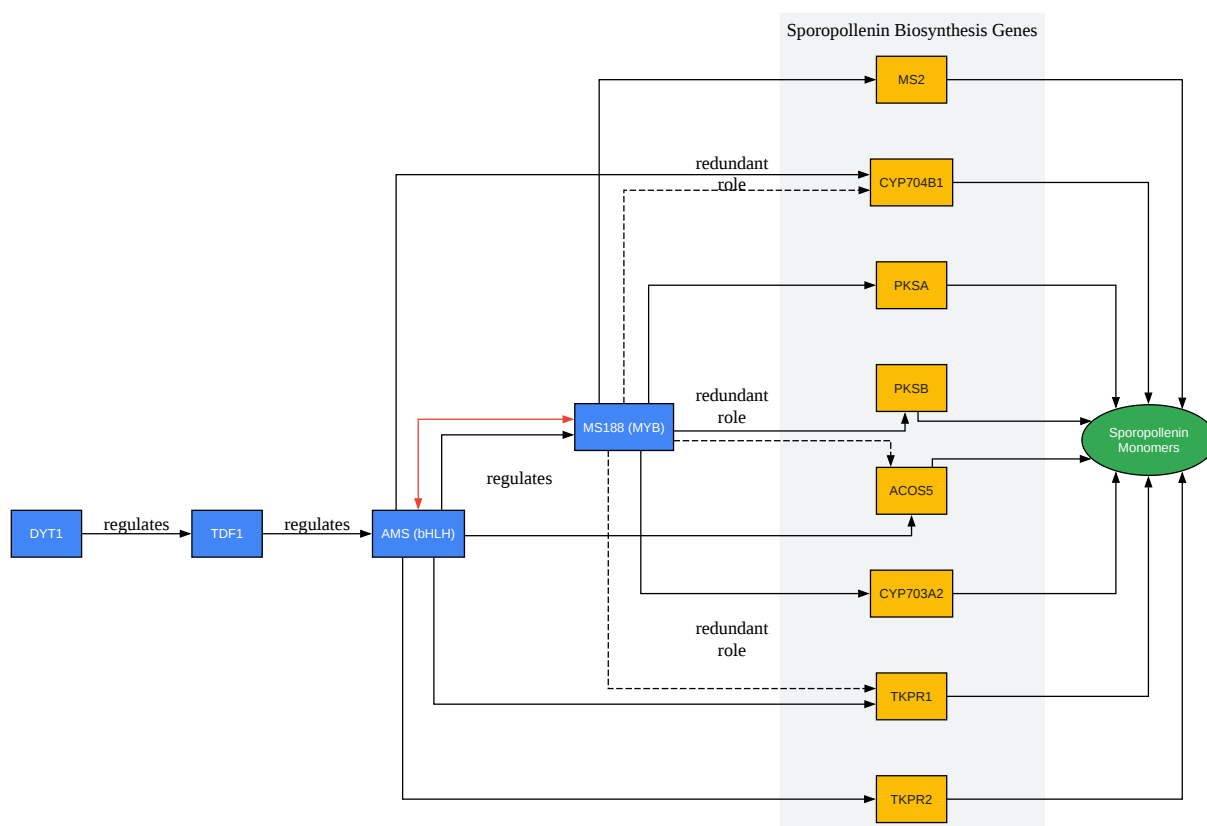 Sporopollenin Biosynthesis Genes
MS2
redundant
role
CYP704B1
PKSA
PKSB
redundant
role
MS188 (MYB)
Sporopollenin
Monomers
regulates
ACOS5
DYT1
regulates
TDF1
regulates
AMS (bHLH)
CYP703A2
redundant
role
TKPR1
TKPR2